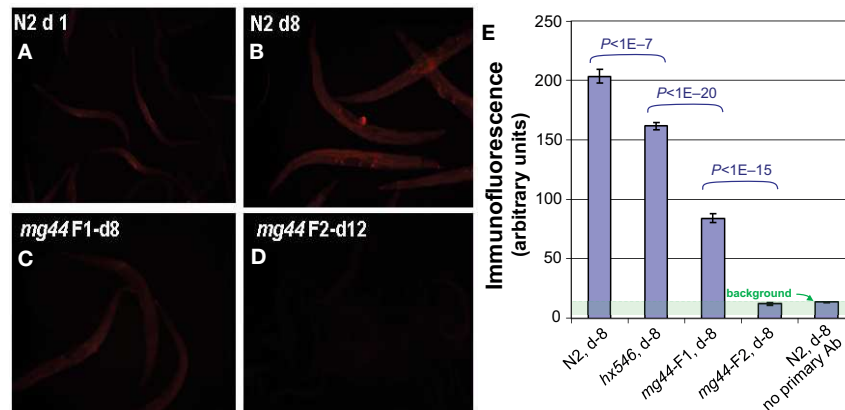 N2 d 1
A
N2 d8
B
mg44 F1-d8
C
mg44 F2-d12
D
E
Immunofluorescence
(arbitrary units)
250
200
150
100
50
0
P<1E–7
P<1E–20
P<1E–15
background
N2, d-8
hx546, d-8
mg44-F1, d-8
mg44-F2, d-8
N2, d-8
no primary Ab